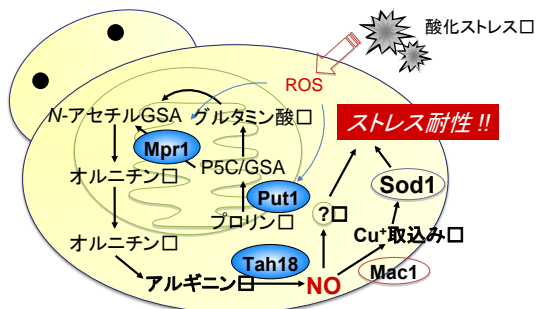 酸化ストレス□
ROS
N-アセチルGSA
グルタミン酸□
ストレス耐性 !!
Mpr1
P5C/GSA
オルニチン□
Put1
Sod1
プロリン□
?□
Cu⁺取込み□
オルニチン□
Tah18
Mac1
アルギニン□
NO